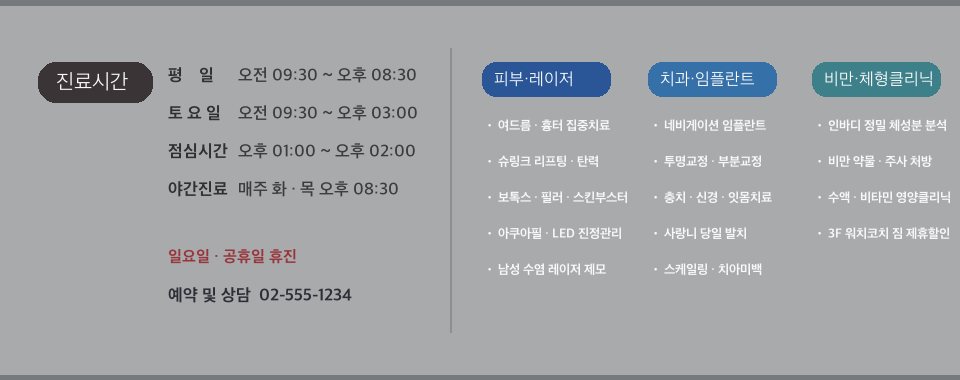 진료시간
평 일 오전 09:30 ~ 오후 08:30
토 요 일 오전 09:30 ~ 오후 03:00
점심시간 오후 01:00 ~ 오후 02:00
야간진료 매주 화 · 목 오후 08:30
일요일 · 공휴일 휴진
예약 및 상담 02-555-1234
피부·레이저
· 여드름 · 흉터 집중치료
· 슈링크 리프팅 · 탄력
· 보톡스 · 필러 · 스킨부스터
· 아쿠아필 · LED 진정관리
· 남성 수염 레이저 제모
치과·임플란트
· 네비게이션 임플란트
· 투명교정 · 부분교정
· 충치 · 신경 · 잇몸치료
· 사랑니 당일 발치
· 스케일링 · 치아미백
비만·체형클리닉
· 인바디 정밀 체성분 분석
· 비만 약물 · 주사 처방
· 수액 · 비타민 영양클리닉
· 3F 워치코치 짐 제휴할인